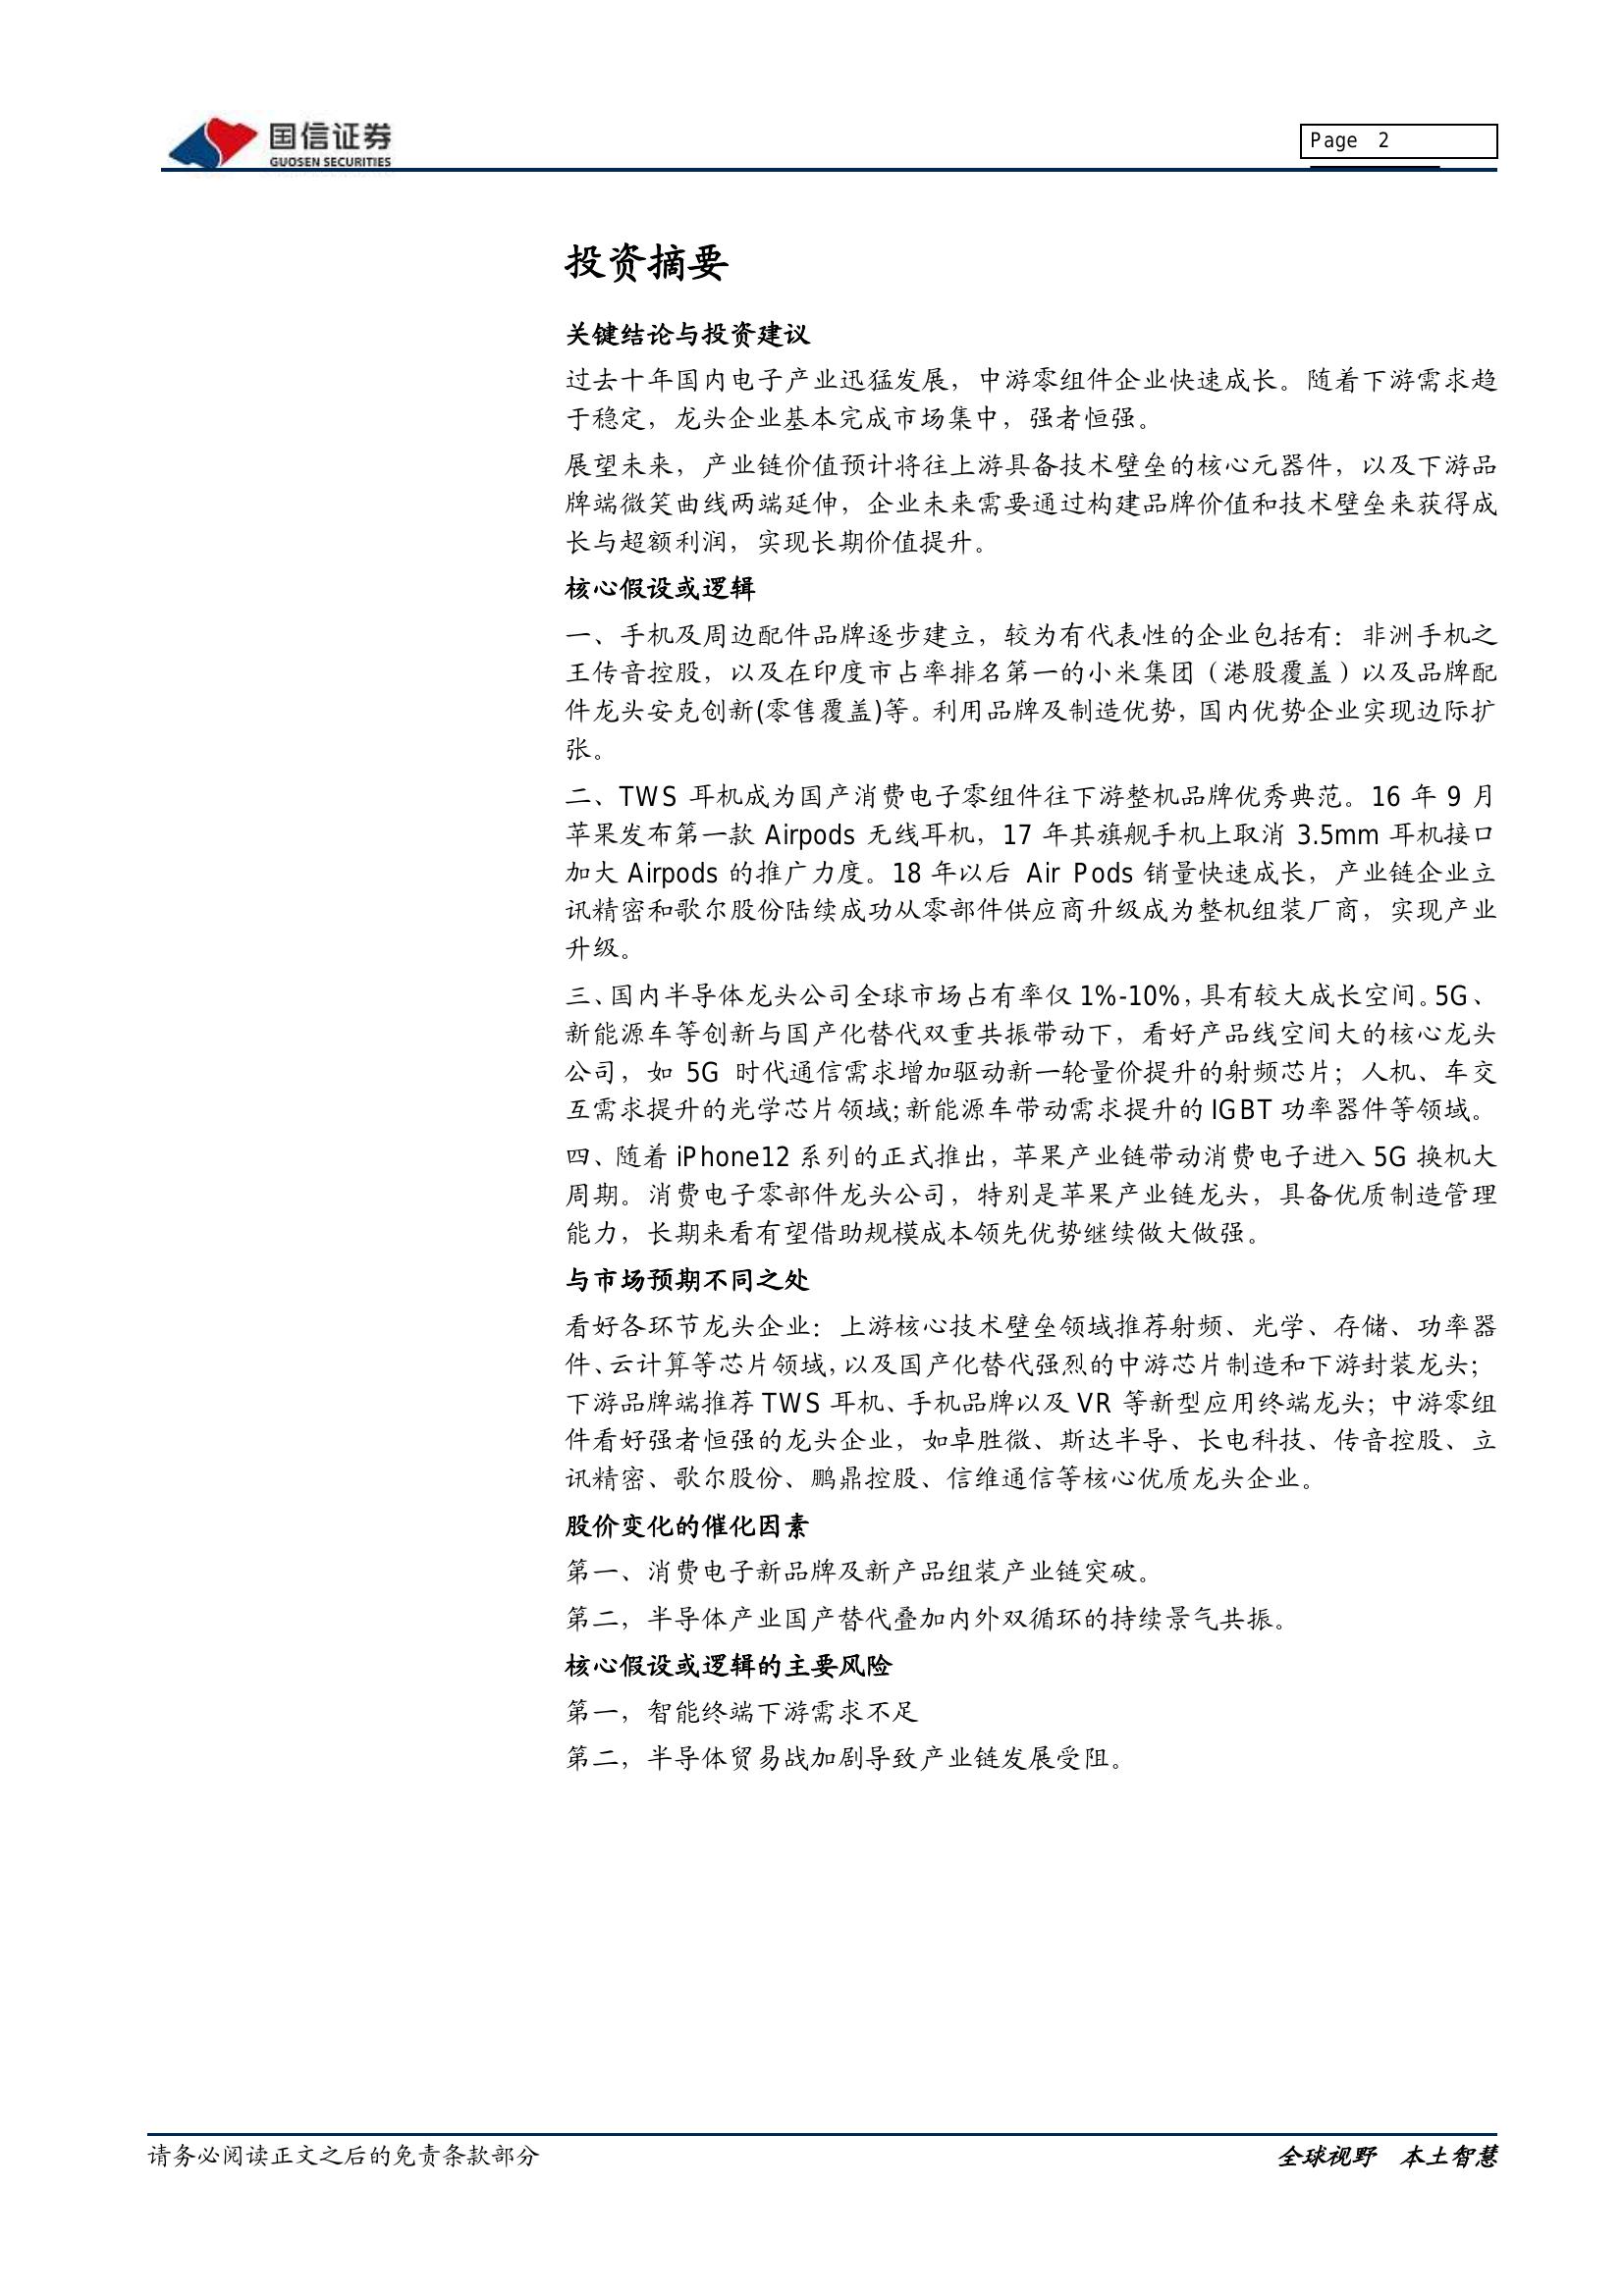 国信证券
GUOSEN SECURITIES
Page 2
投资摘要
关键结论与投资建议
过去十年国内电子产业迅猛发展，中游零组件企业快速成长。随着下游需求趋
于稳定，龙头企业基本完成市场集中，强者恒强。
展望未来，产业链价值预计将往上游具备技术壁垒的核心元器件，以及下游品
牌端微笑曲线两端延伸，企业未来需要通过构建品牌价值和技术壁垒来获得成
长与超额利润，实现长期价值提升。
核心假设或逻辑
一、手机及周边配件品牌逐步建立，较为有代表性的企业包括有：非洲手机之
王传音控股，以及在印度市占率排名第一的小米集团（港股覆盖）以及品牌配
件龙头安克创新(零售覆盖)等。利用品牌及制造优势，国内优势企业实现边际扩
张。
二、TWS 耳机成为国产消费电子零组件往下游整机品牌优秀典范。16 年 9 月
苹果发布第一款 Airpods 无线耳机，17 年其旗舰手机上取消 3.5mm 耳机接口
加大 Airpods 的推广力度。18 年以后 Air Pods 销量快速成长，产业链企业立
讯精密和歌尔股份陆续成功从零部件供应商升级成为整机组装厂商，实现产业
升级。
三、国内半导体龙头公司全球市场占有率仅 1%-10%，具有较大成长空间。5G、
新能源车等创新与国产化替代双重共振带动下，看好产品线空间大的核心龙头
公司，如 5G 时代通信需求增加驱动新一轮量价提升的射频芯片；人机、车交
互需求提升的光学芯片领域；新能源车带动需求提升的 IGBT 功率器件等领域。
四、随着 iPhone12 系列的正式推出，苹果产业链带动消费电子进入 5G 换机大
周期。消费电子零部件龙头公司，特别是苹果产业链龙头，具备优质制造管理
能力，长期来看有望借助规模成本领先优势继续做大做强。
与市场预期不同之处
看好各环节龙头企业：上游核心技术壁垒领域推荐射频、光学、存储、功率器
件、云计算等芯片领域，以及国产化替代强烈的中游芯片制造和下游封装龙头；
下游品牌端推荐 TWS 耳机、手机品牌以及 VR 等新型应用终端龙头；中游零组
件看好强者恒强的龙头企业，如卓胜微、斯达半导、长电科技、传音控股、立
讯精密、歌尔股份、鹏鼎控股、信维通信等核心优质龙头企业。
股价变化的催化因素
第一、消费电子新品牌及新产品组装产业链突破。
第二，半导体产业国产替代叠加内外双循环的持续景气共振。
核心假设或逻辑的主要风险
第一，智能终端下游需求不足
第二，半导体贸易战加剧导致产业链发展受阻。
请务必阅读正文之后的免责条款部分
全球视野 本土智慧